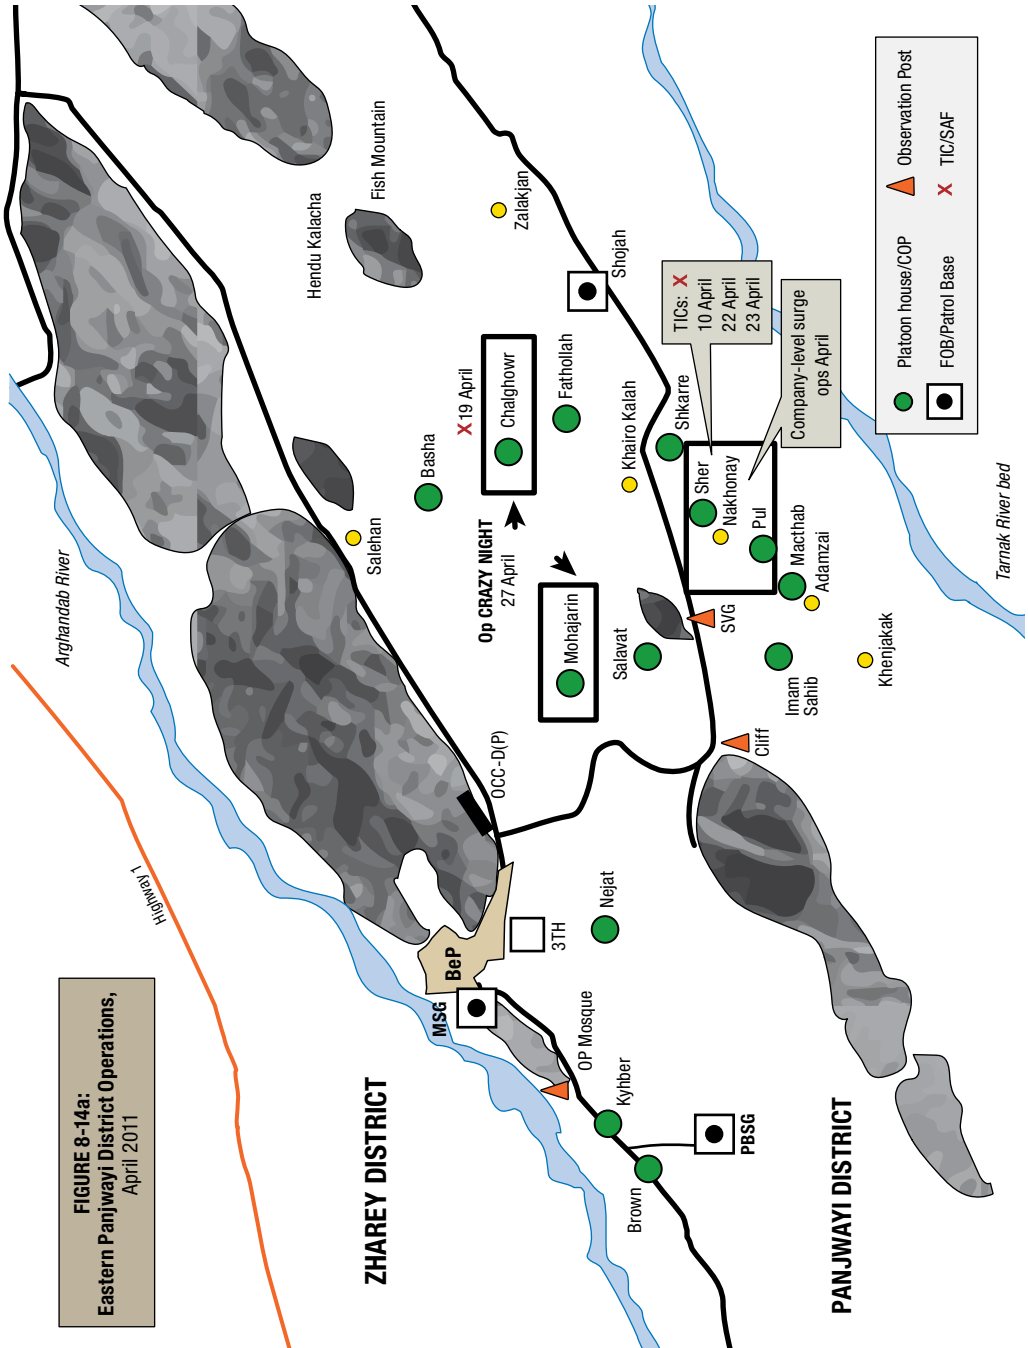 FIGURE 8-14a:
Eastern Panjwayi District Operations,
April 2011
Highway 1
Arghandab River
ZHAREY DISTRICT
MSG
BeP
3TH
OCC-D(P)
OP Mosque
Kyhber
Brown
PBSG
Nejat
PANJWAYI DISTRICT
Salehan
Basha
Hendu Kalacha
Fish Mountain
Zalakjan
Op CRAZY NIGHT
27 April
X 19 April
Chalghowr
Fathollah
Mohajarin
Salavat
Khairo Kalah
Shojah
Shkarre
TICs: X
10 April
22 April
23 April
Sher
Nakhonay
Pul
Company-level surge
ops April
SVG
Cliff
Macthab
Adamzai
Imam
Sahib
Khenjakak
Tarnak River bed
Platoon house/COP
Observation Post
FOB/Patrol Base
X TIC/SAF